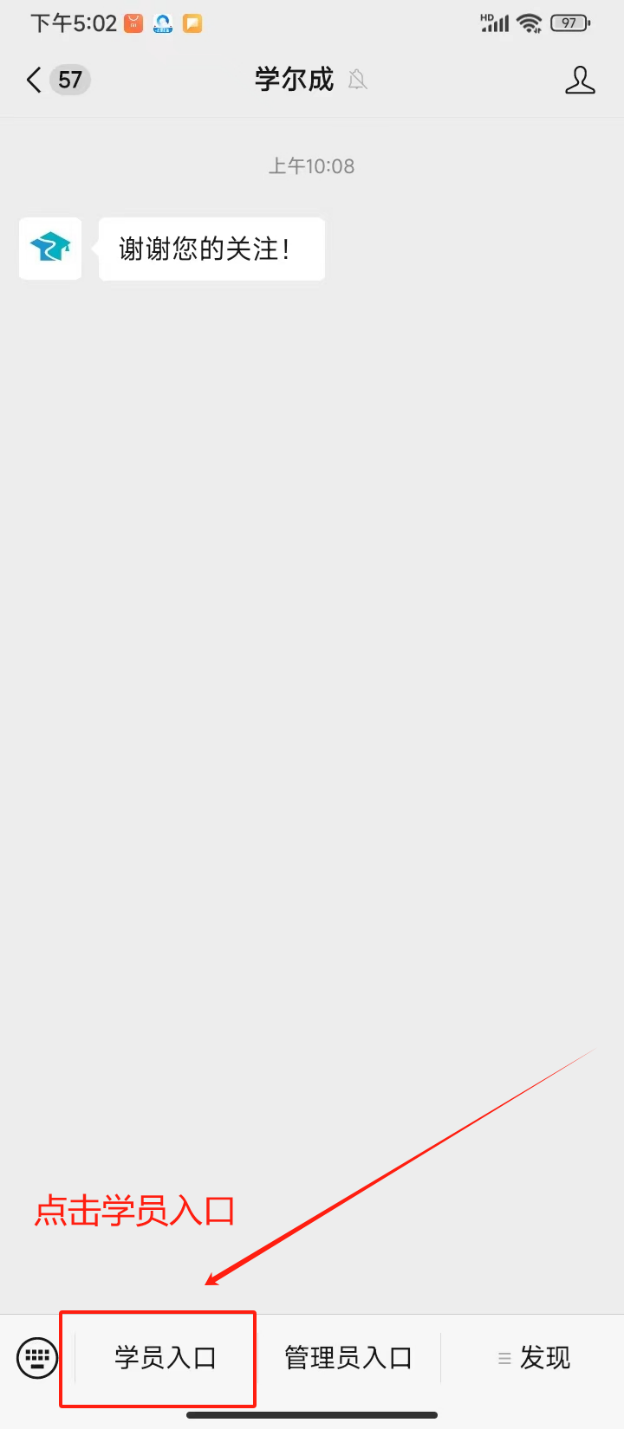 下午5:02
HD
97
57
学尔成
上午10:08
谢谢您的关注！
点击学员入口
学员入口
管理员入口
发现